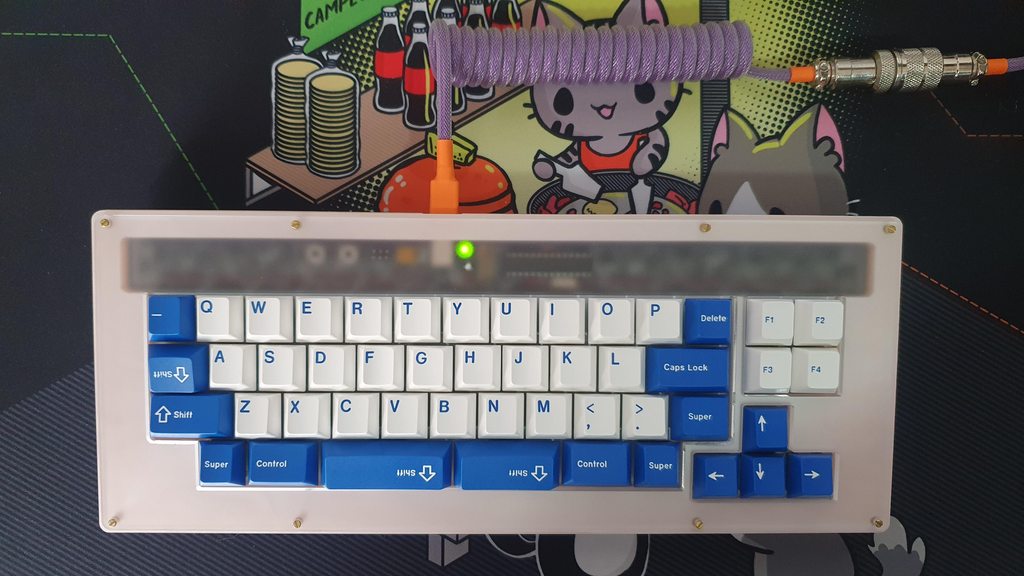 CAMPE
_ Q W E R T Y U I O P Delete F1 F2
Shift A S D F G H J K L Caps Lock F3 F4
Shift Z X C V B N M < , > . Super ↑
Super Control Shift Shift Control Super ← ↓ →